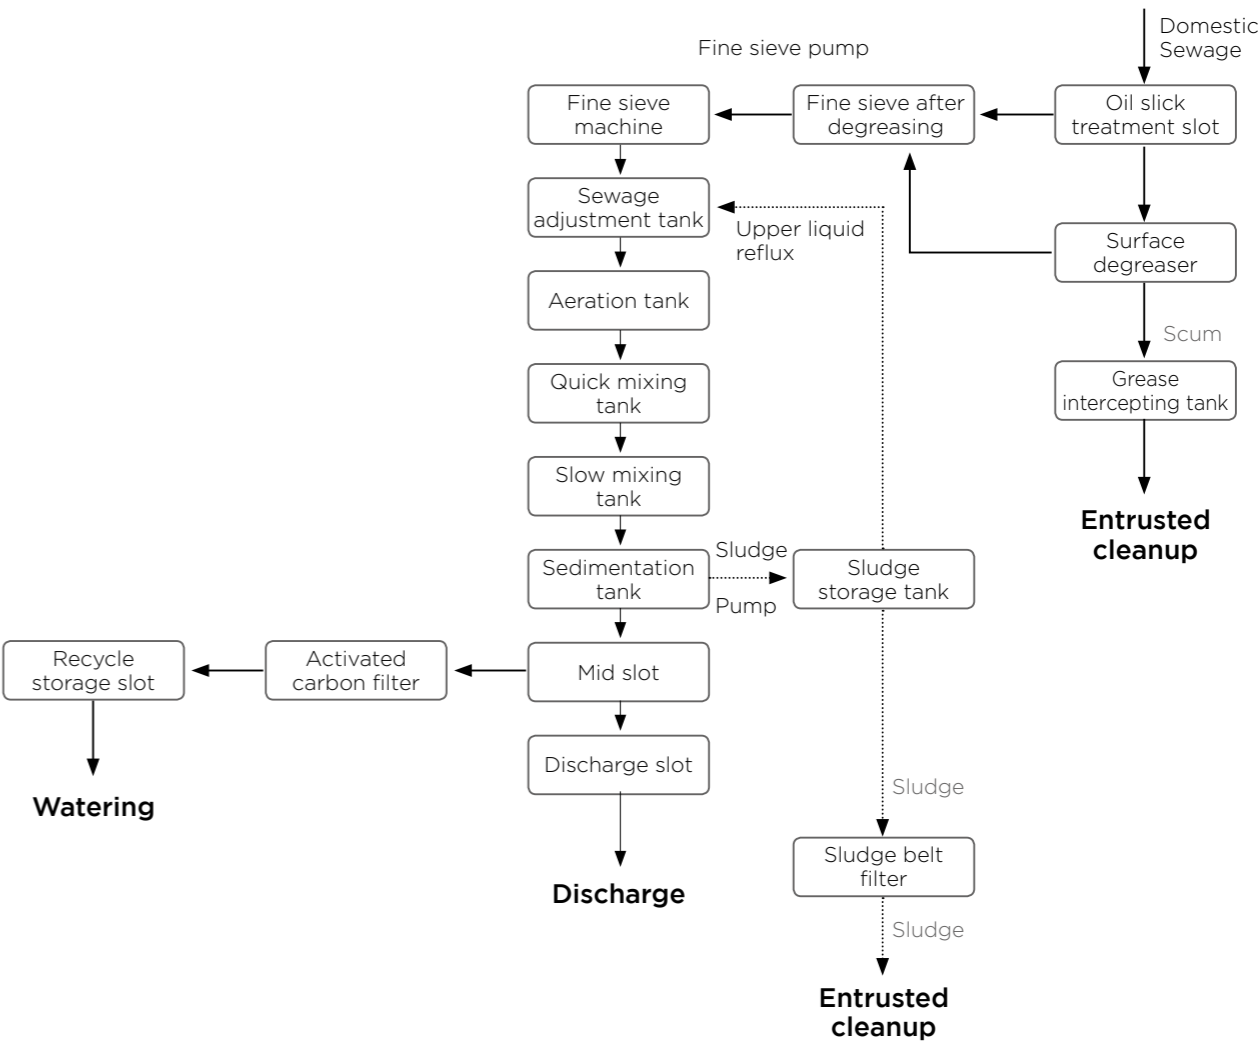 Domestic
Sewage
Fine sieve pump
Fine sieve
machine
Fine sieve after
degreasing
Oil slick
treatment slot
Sewage
adjustment tank
Upper liquid
reflux
Surface
degreaser
Aeration tank
Scum
Quick mixing
tank
Grease
intercepting tank
Slow mixing
tank
Entrusted
cleanup
Sedimentation
tank
Sludge
Pump
Sludge
storage tank
Recycle
storage slot
Activated
carbon filter
Mid slot
Discharge slot
Watering
Sludge
Sludge belt
filter
Discharge
Sludge
Entrusted
cleanup